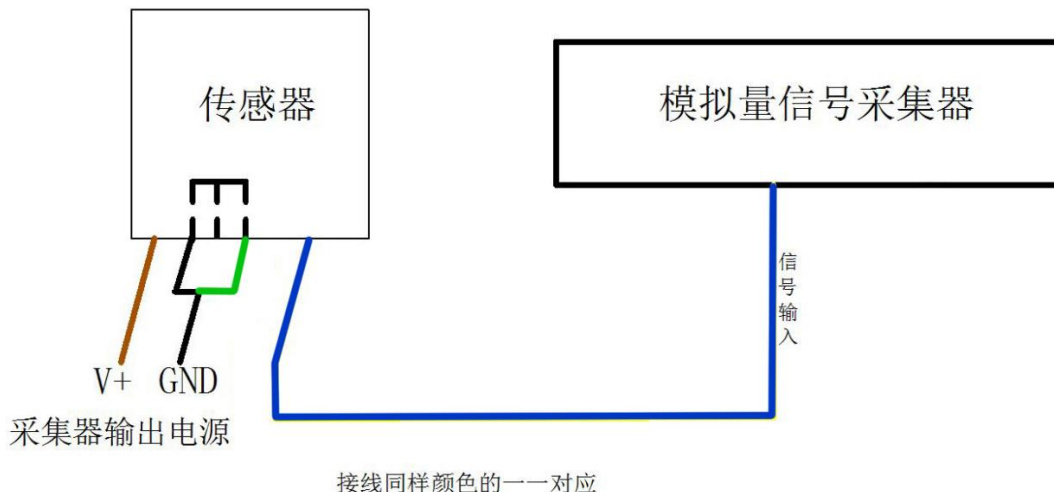 传感器
模拟量信号采集器
信号输入
V+ GND
采集器输出电源
接线同样颜色的一一对应